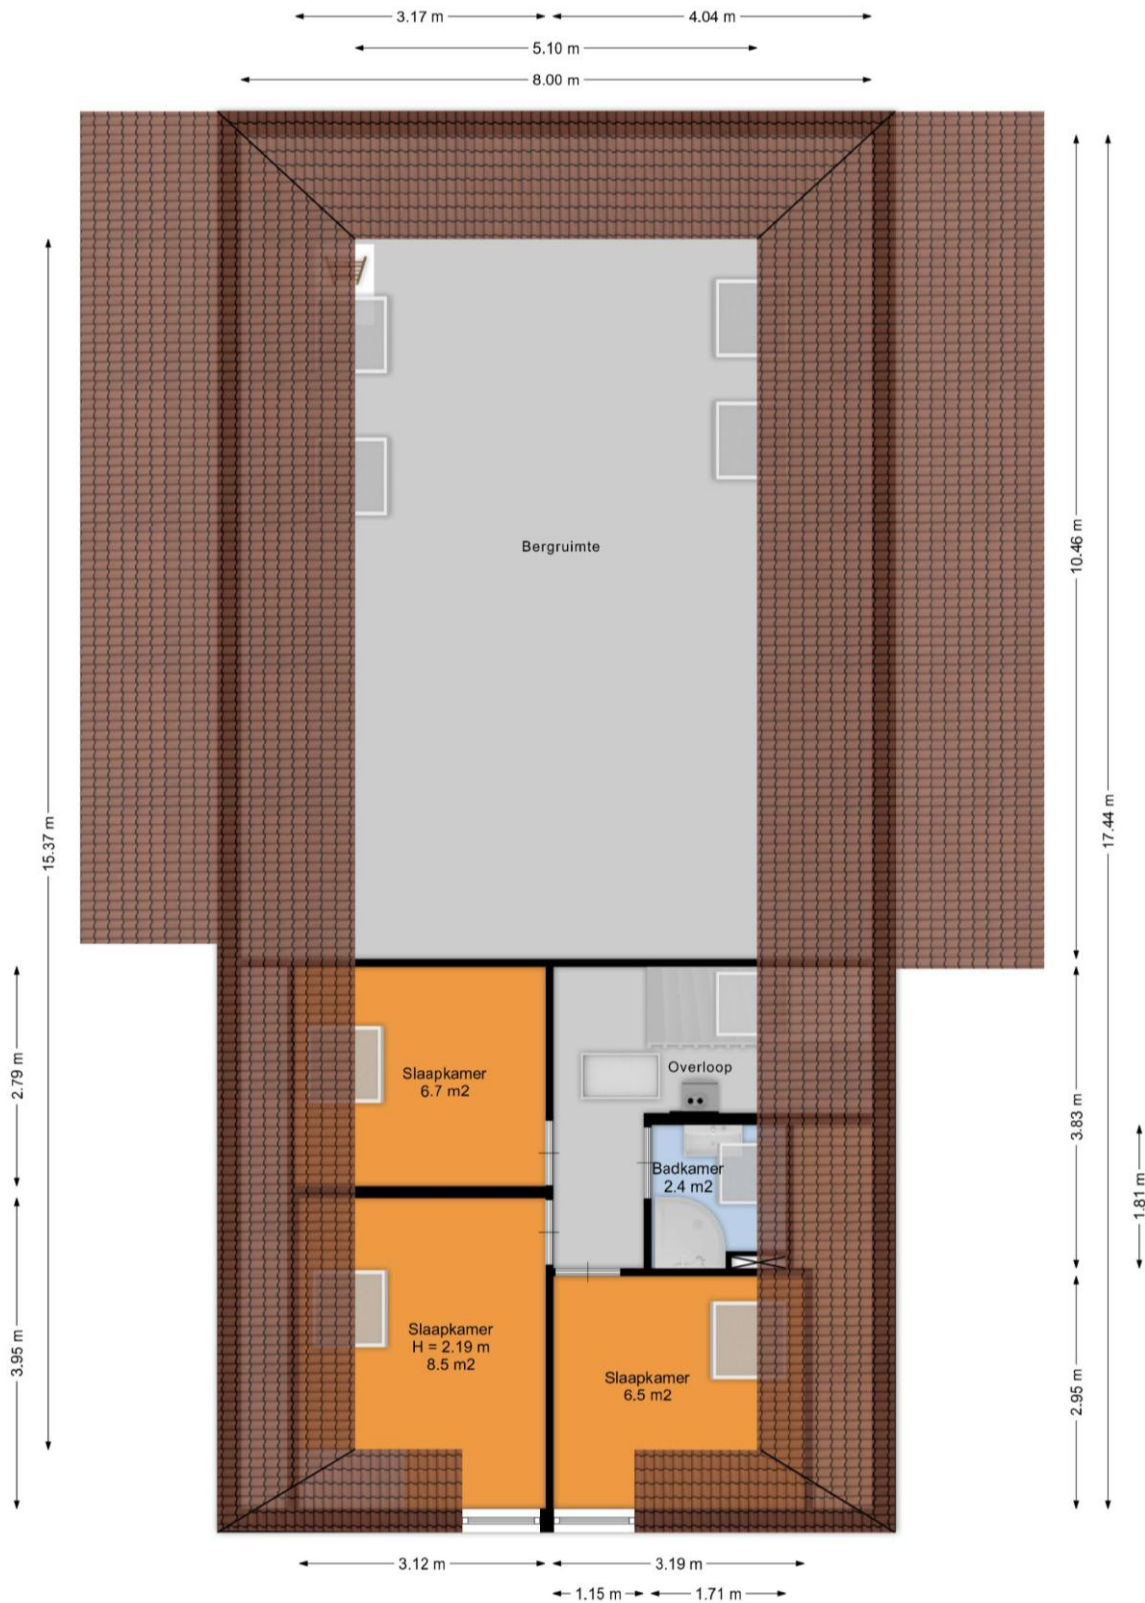 3.17 m
4.04 m
5.10 m
8.00 m
10.46 m
Bergruimte
15.37 m
17.44 m
2.79 m
Slaapkamer
6.7 m2
Overloop
3.83 m
Badkamer
2.4 m2
1.81 m
3.95 m
Slaapkamer
H = 2.19 m
8.5 m2
Slaapkamer
6.5 m2
2.95 m
3.12 m
3.19 m
1.15 m
1.71 m